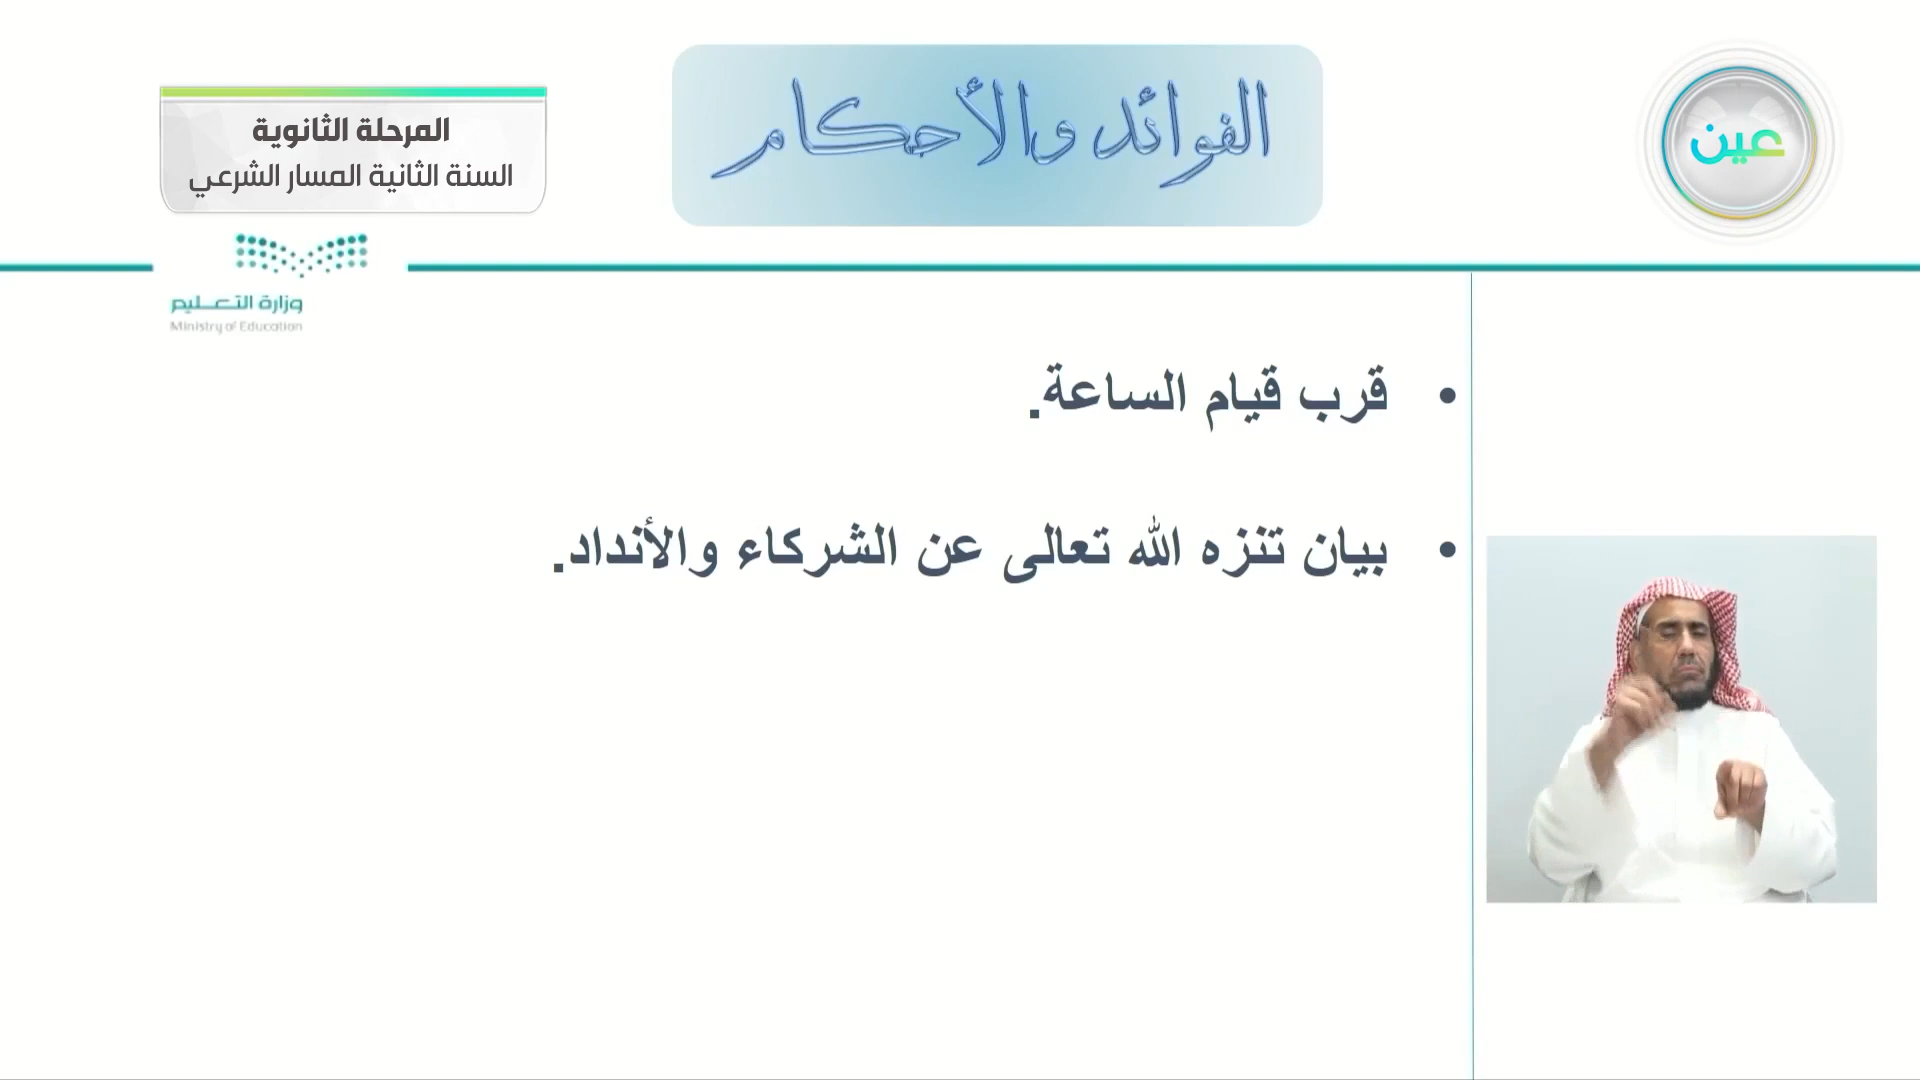 عين
الفوائد والأحكام
المرحلة الثانوية
السنة الثانية المسار الشرعي
وزارة التعليم
Ministry of Education
• قرب قيام الساعة.
• بيان تنزه الله تعالى عن الشركاء والأنداد.